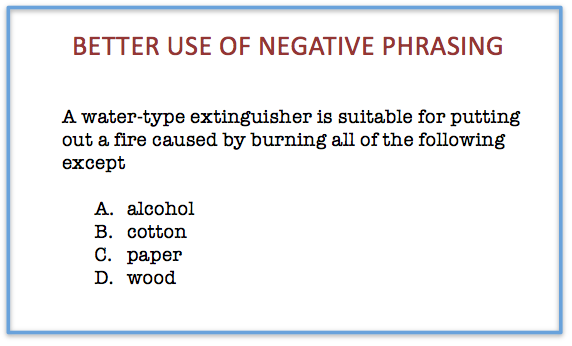 BETTER USE OF NEGATIVE PHRASING
A water-type extinguisher is suitable for putting
out a fire caused by burning all of the following
except
A. alcohol
B. cotton
C. paper
D. wood